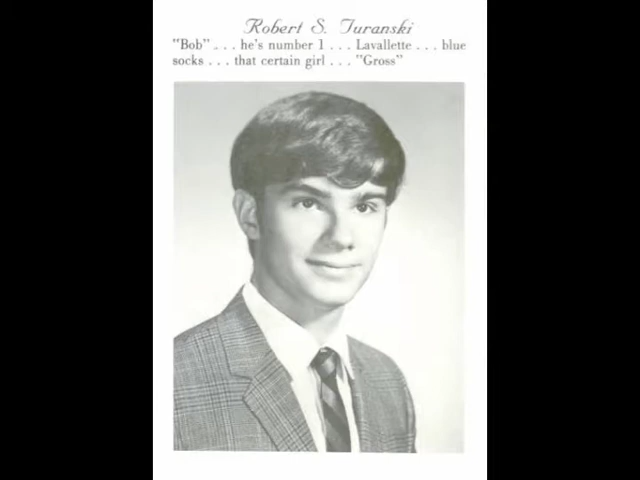 Robert S. Turanski
"Bob" . . . he's number 1 . . . Lavallette . . . blue
socks . . . that certain girl . . . "Gross"